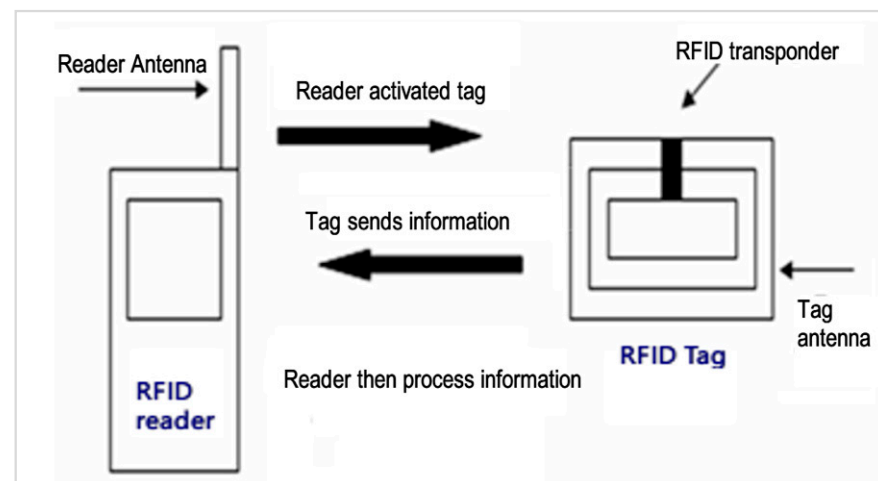 Reader Antenna
RFID transponder
Reader activated tag
Tag sends information
Tag
antenna
RFID Tag
Reader then process information
RFID
reader